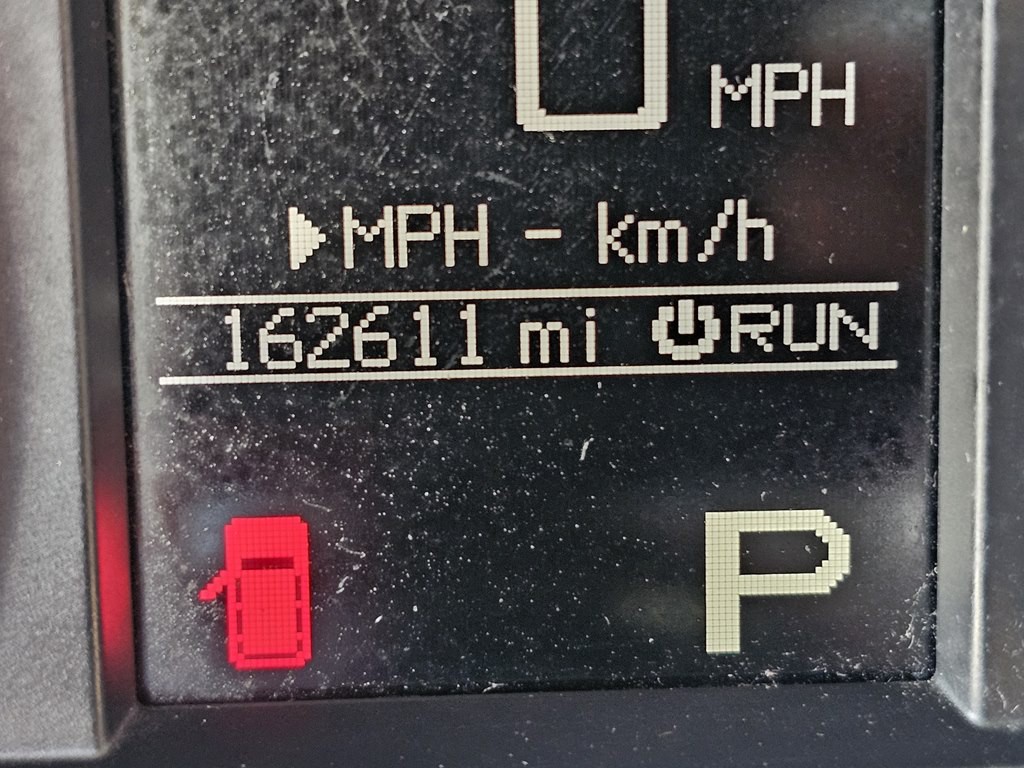 0 MPH
▶MPH - km/h
162611 mi ⏻RUN
P